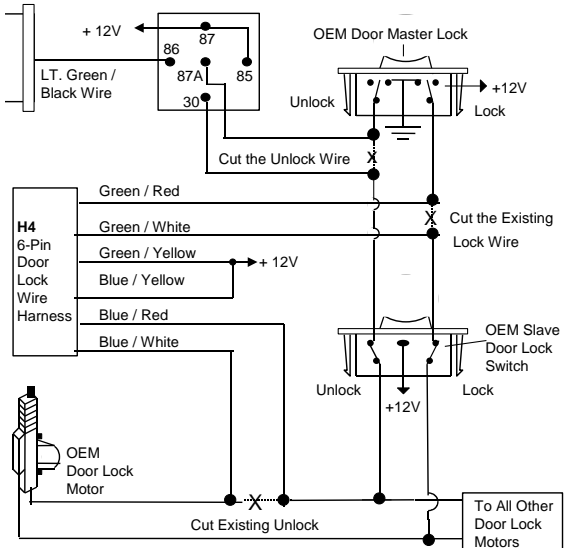 + 12V
87
86
87A
85
30
LT. Green /
Black Wire
OEM Door Master Lock
Unlock
+12V
Lock
Cut the Unlock Wire
X
Green / Red
X
Cut the Existing
Lock Wire
H4
6-Pin
Door
Lock
Wire
Harness
Green / White
Green / Yellow
+ 12V
Blue / Yellow
Blue / Red
Blue / White
OEM Slave
Door Lock
Switch
Unlock
Lock
+12V
OEM
Door Lock
Motor
X
Cut Existing Unlock
To All Other
Door Lock
Motors